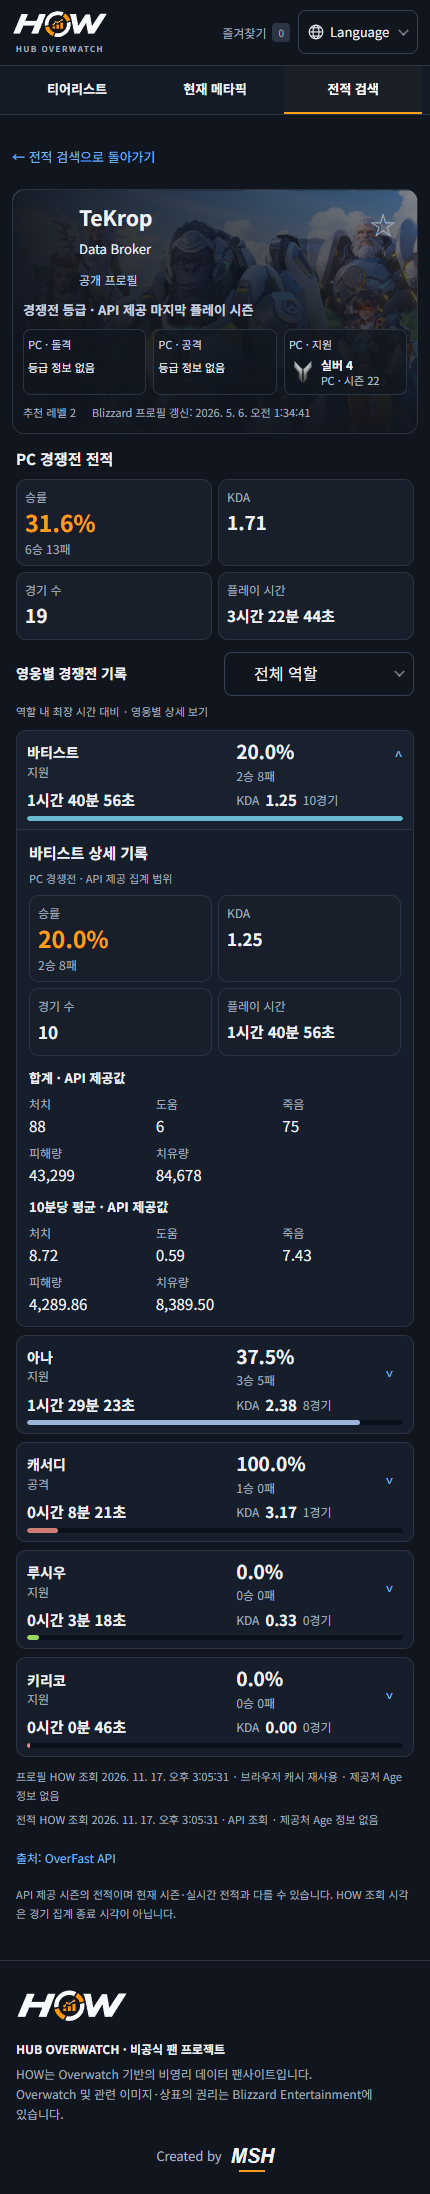 HOW
HUB OVERWATCH
즐겨찾기 0
Language
티어리스트 현재 메타픽 전적 검색
← 전적 검색으로 돌아가기
TeKrop
Data Broker
공개 프로필
경쟁전 등급 · API 제공 마지막 플레이 시즌
PC · 돌격
등급 정보 없음
PC · 공격
등급 정보 없음
PC · 지원
실버 4
PC · 시즌 22
추천 레벨 2 Blizzard 프로필 갱신: 2026. 5. 6. 오전 1:34:41
PC 경쟁전 전적
승률
31.6%
6승 13패
KDA
1.71
경기 수
19
플레이 시간
3시간 22분 44초
영웅별 경쟁전 기록
전체 역할
역할 내 최장 시간 대비 · 영웅별 상세 보기
바티스트
지원
1시간 40분 56초
20.0%
2승 8패
KDA 1.25 10경기
바티스트 상세 기록
PC 경쟁전 · API 제공 집계 범위
승률
20.0%
2승 8패
KDA
1.25
경기 수
10
플레이 시간
1시간 40분 56초
합계 · API 제공값
처치 도움 죽음
88 6 75
피해량 치유량
43,299 84,678
10분당 평균 · API 제공값
처치 도움 죽음
8.72 0.59 7.43
피해량 치유량
4,289.86 8,389.50
아나
지원
1시간 29분 23초
37.5%
3승 5패
KDA 2.38 8경기
캐서디
공격
0시간 8분 21초
100.0%
1승 0패
KDA 3.17 1경기
루시우
지원
0시간 3분 18초
0.0%
0승 0패
KDA 0.33 0경기
키리코
지원
0시간 0분 46초
0.0%
0승 0패
KDA 0.00 0경기
프로필 HOW 조회 2026. 11. 17. 오후 3:05:31 · 브라우저 캐시 재사용 · 제공처 Age
정보 없음
전적 HOW 조회 2026. 11. 17. 오후 3:05:31 · API 조회 · 제공처 Age 정보 없음
출처: OverFast API
API 제공 시즌의 전적이며 현재 시즌·실시간 전적과 다를 수 있습니다. HOW 조회 시각
은 경기 집계 종료 시각이 아닙니다.
HOW
HUB OVERWATCH · 비공식 팬 프로젝트
HOW는 Overwatch 기반의 비영리 데이터 팬사이트입니다.
Overwatch 및 관련 이미지·상표의 권리는 Blizzard Entertainment에
있습니다.
Created by MSH